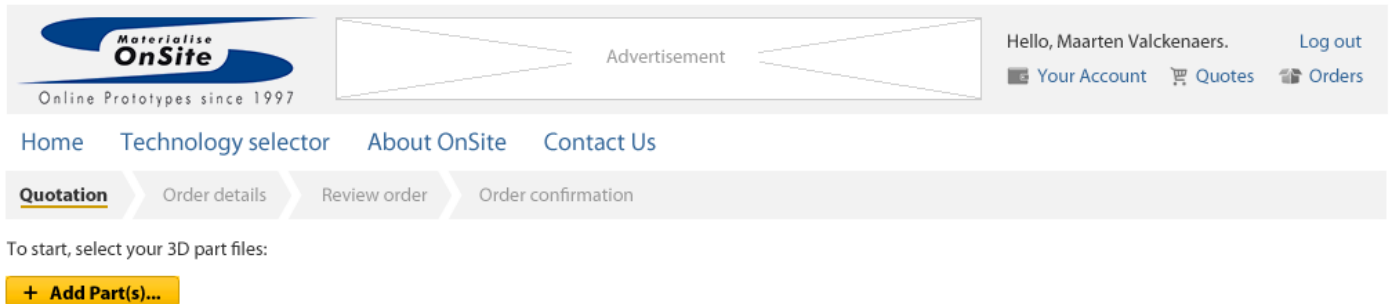 Materialise
OnSite
Online Prototypes since 1997
Advertisement
Hello, Maarten Valckenaers.
Log out
Your Account
Quotes
Orders
Home
Technology selector
About OnSite
Contact Us
Quotation
Order details
Review order
Order confirmation
To start, select your 3D part files:
+ Add Part(s)...